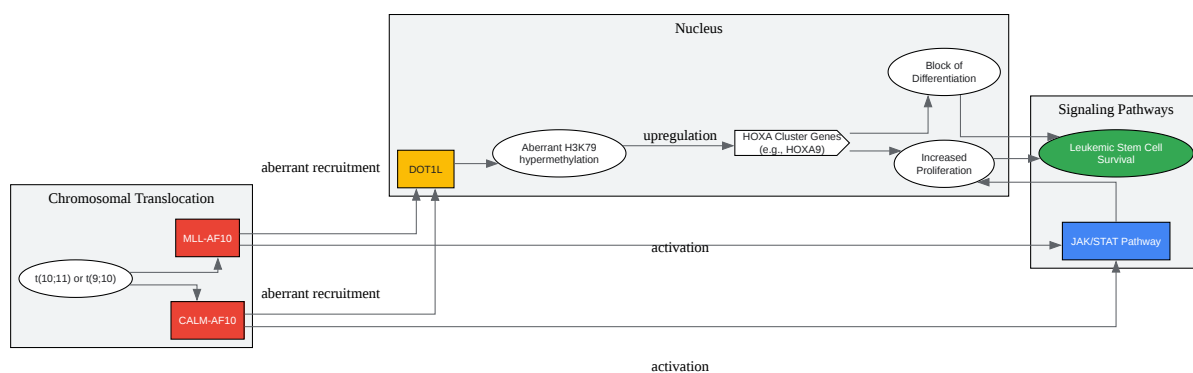 Nucleus
Block of
Differentiation
Signaling Pathways
upregulation
HOXA Cluster Genes
(e.g., HOXA9)
Leukemic Stem Cell
Survival
Aberrant H3K79
hypermethylation
Increased
Proliferation
aberrant recruitment
DOT1L
Chromosomal Translocation
MLL-AF10
activation
JAK/STAT Pathway
t(10;11) or t(9;10)
aberrant recruitment
CALM-AF10
activation